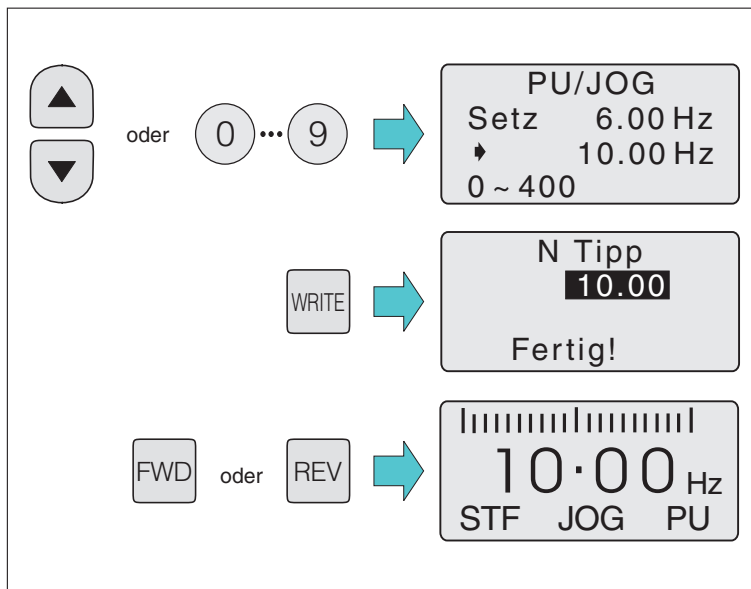 oder 0 ... 9
PU/JOG
Setz 6.00 Hz
10.00 Hz
0 ~ 400
WRITE
N Tipp
10.00
Fertig!
FWD oder REV
10.00 Hz
STF JOG PU